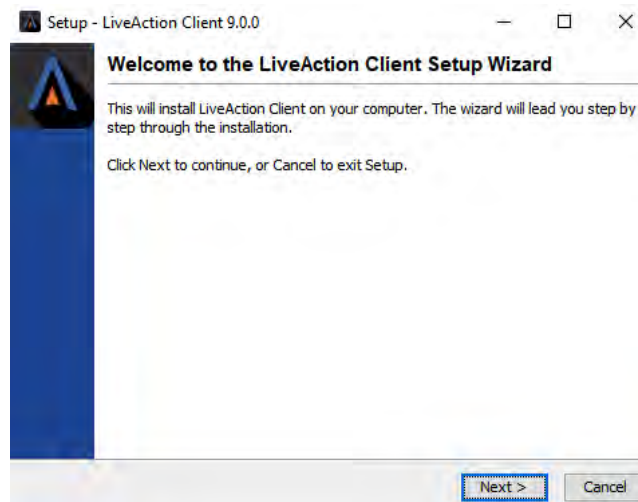 Setup - LiveAction Client 9.0.0
Welcome to the LiveAction Client Setup Wizard
This will install LiveAction Client on your computer. The wizard will lead you step by
step through the installation.
Click Next to continue, or Cancel to exit Setup.
Next >
Cancel